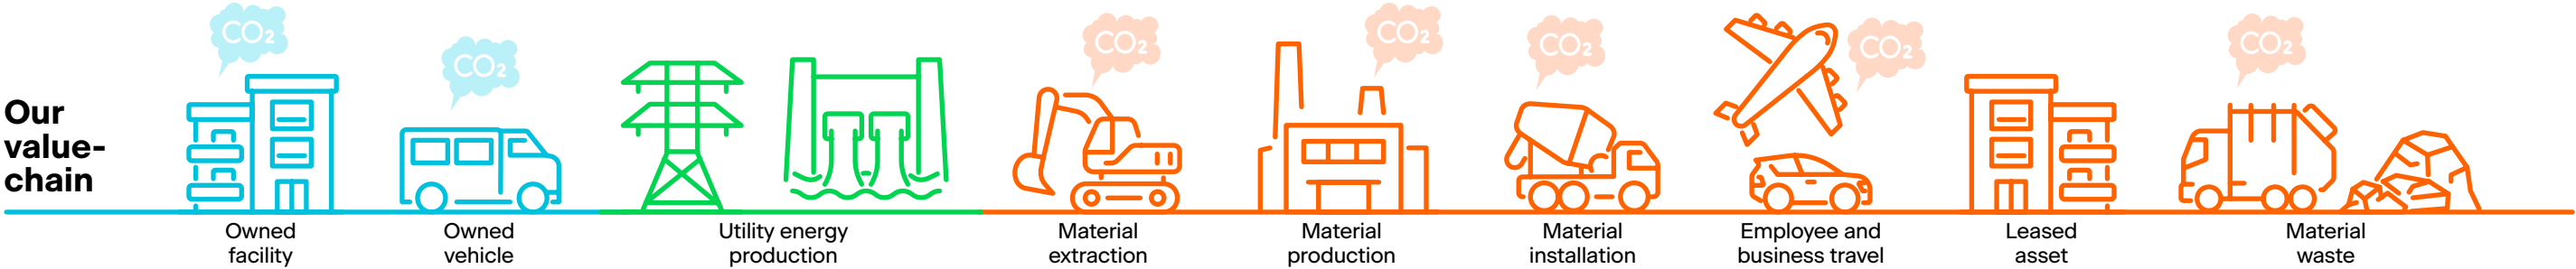 CO2
CO2
CO2
CO2
CO2
CO2
CO2
Our
value-
chain
Owned
facility
Owned
vehicle
Utility energy
production
Material
extraction
Material
production
Material
installation
Employee and
business travel
Leased
asset
Material
waste